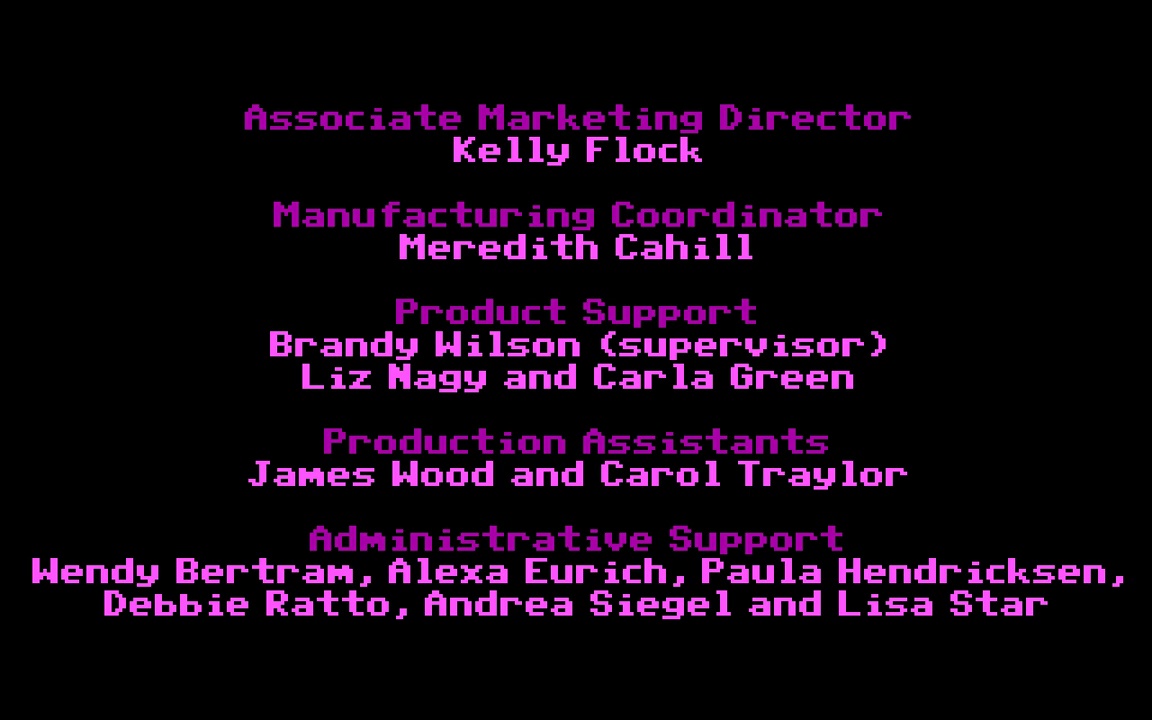 Associate Marketing Director
Kelly Flock
Manufacturing Coordinator
Meredith Cahill
Product Support
Brandy Wilson (supervisor)
Liz Nagy and Carla Green
Production Assistants
James Wood and Carol Traylor
Administrative Support
Wendy Bertram, Alexa Eurich, Paula Hendricksen,
Debbie Ratto, Andrea Siegel and Lisa Star